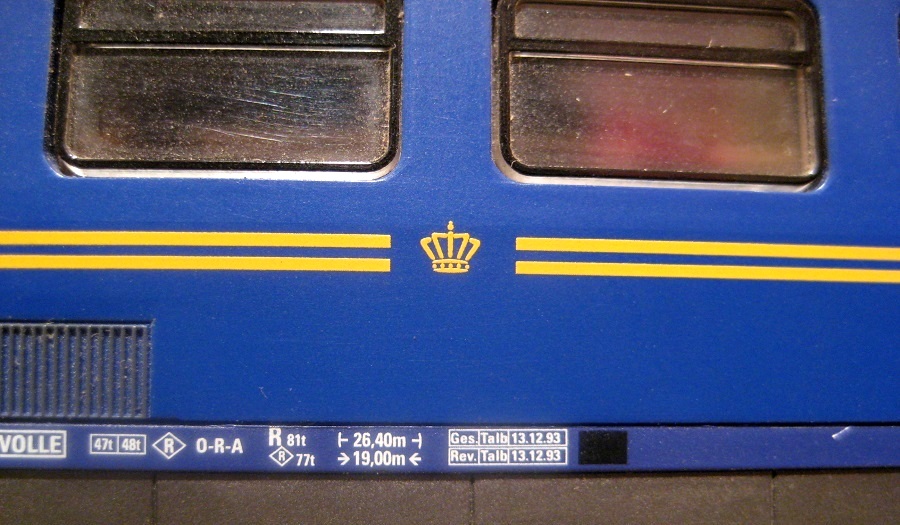 VOLLE 47t 48t R O-R-A R 81t 26,40m Ges. Talb 13.12.93
R 77t 19,00m Rev. Talb 13.12.93